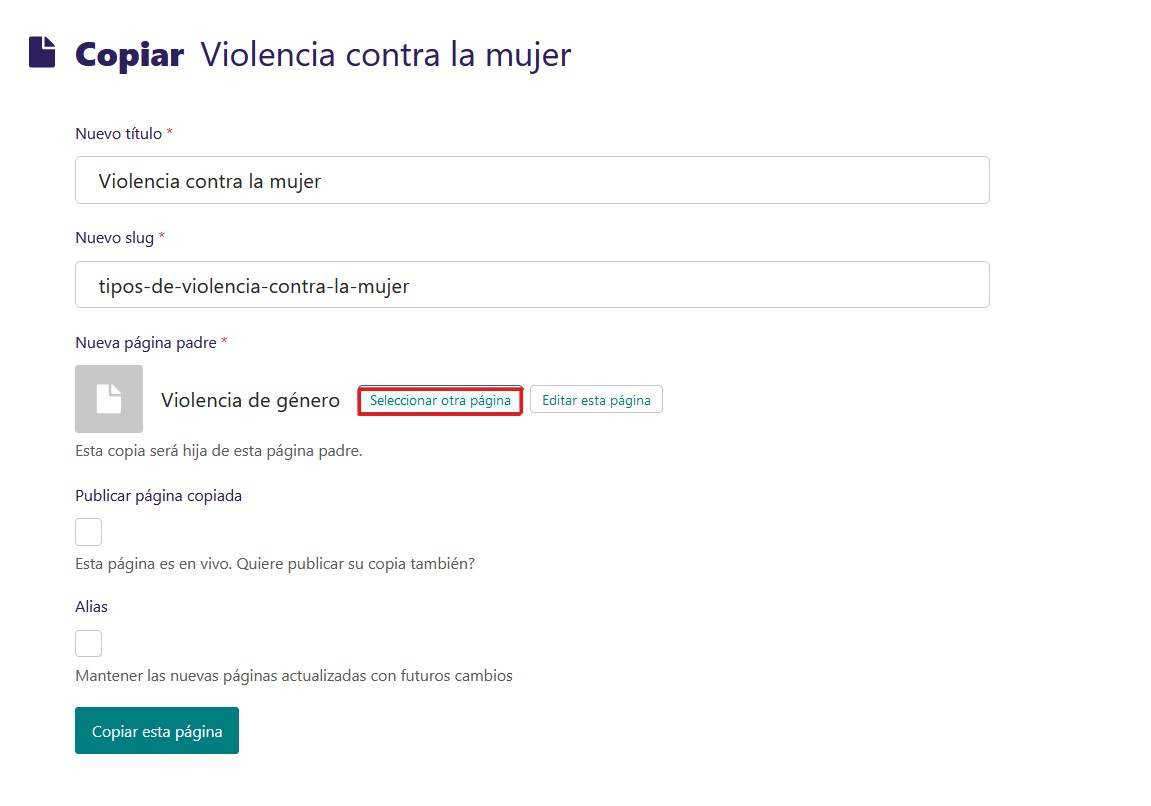 Copiar Violencia contra la mujer
Nuevo título *
Violencia contra la mujer
Nuevo slug *
tipos-de-violencia-contra-la-mujer
Nueva página padre *
Violencia de género Seleccionar otra página Editar esta página
Esta copia será hija de esta página padre.
Publicar página copiada
Esta página es en vivo. Quiere publicar su copia también?
Alias
Mantener las nuevas páginas actualizadas con futuros cambios
Copiar esta página